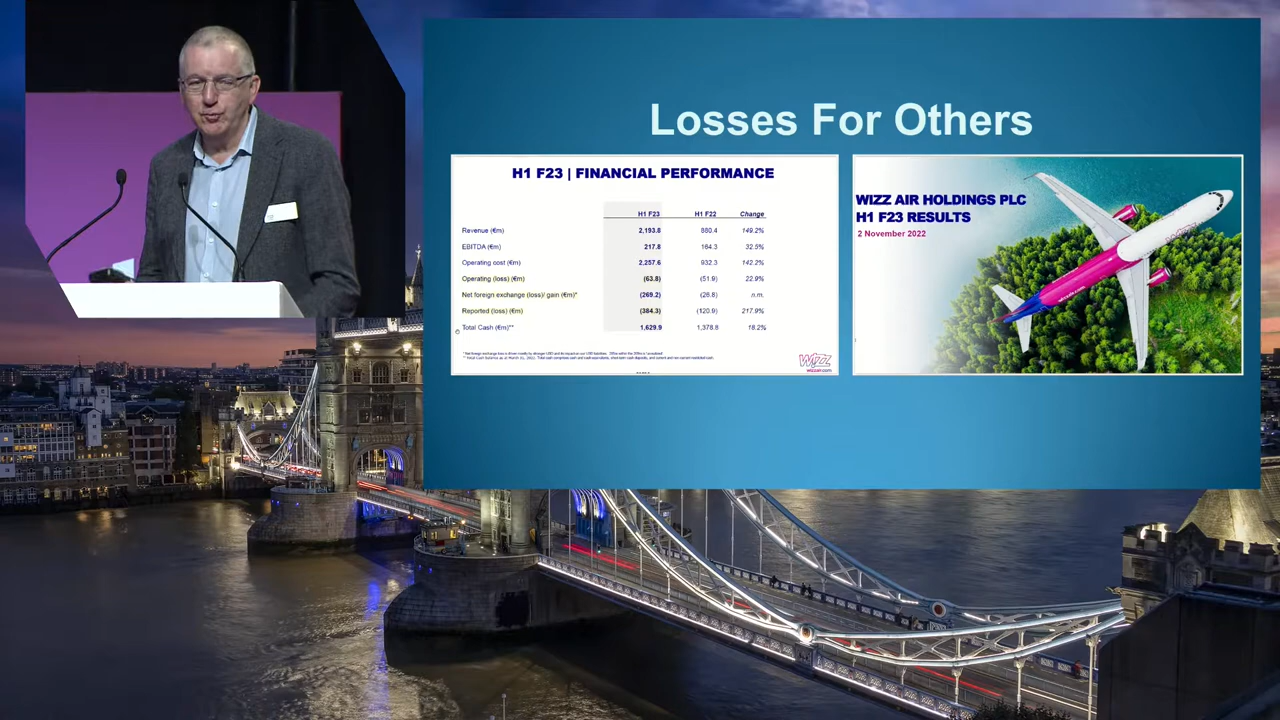 Losses For Others
H1 F23 | FINANCIAL PERFORMANCE
H1 F23 H1 F22 Change
Revenue (€m) 2,193.8 880.4 149.2%
EBITDA (€m) 217.8 164.3 32.5%
Operating cost (€m) 2,257.6 932.3 142.2%
Operating (loss) (€m) (63.8) (51.9) 22.9%
Net foreign exchange (loss)/ gain (€m)* (269.2) (26.8) n.m.
Reported (loss) (€m) (384.3) (120.9) 217.9%
Total Cash (€m)** 1,629.9 1,378.8 18.2%
WIZZ
wizzair.com
WIZZ AIR HOLDINGS PLC
H1 F23 RESULTS
2 November 2022